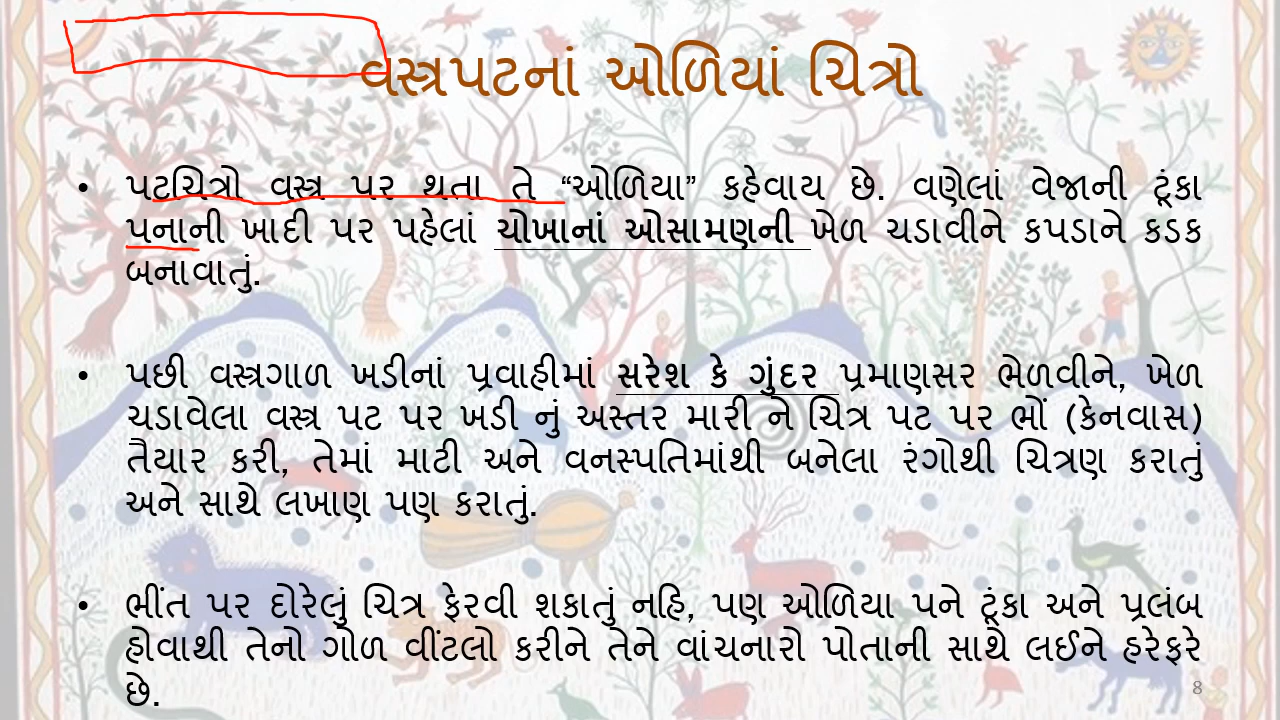 વસ્ત્રપટનાં ઓળિયાં ચિત્રો
• પટચિત્રો વસ્ત્ર પર થતા તે “ઓળિયા” કહેવાય છે. વણેલાં વેજાની ટૂંકા
પનાની ખાદી પર પહેલાં ચોખાનાં ઓસામણની ખેળ ચડાવીને કપડાને કડક
બનાવાતું.
• પછી વસ્ત્રગાળ ખડીનાં પ્રવાહીમાં સરેશ કે ગુંદર પ્રમાણસર ભેળવીને, ખેળ
ચડાવેલા વસ્ત્ર પટ પર ખડી નું અસ્તર મારી ને ચિત્ર પટ પર ભોં (કેનવાસ)
તૈયાર કરી, તેમાં માટી અને વનસ્પતિમાંથી બનેલા રંગોથી ચિત્રણ કરાતું
અને સાથે લખાણ પણ કરાતું.
• ભીંત પર દોરેલું ચિત્ર ફેરવી શકાતું નહિ, પણ ઓળિયા પને ટૂંકા અને પ્રલંબ
હોવાથી તેનો ગોળ વીંટલો કરીને તેને વાંચનારો પોતાની સાથે લઈને હરેફરે
છે.
8